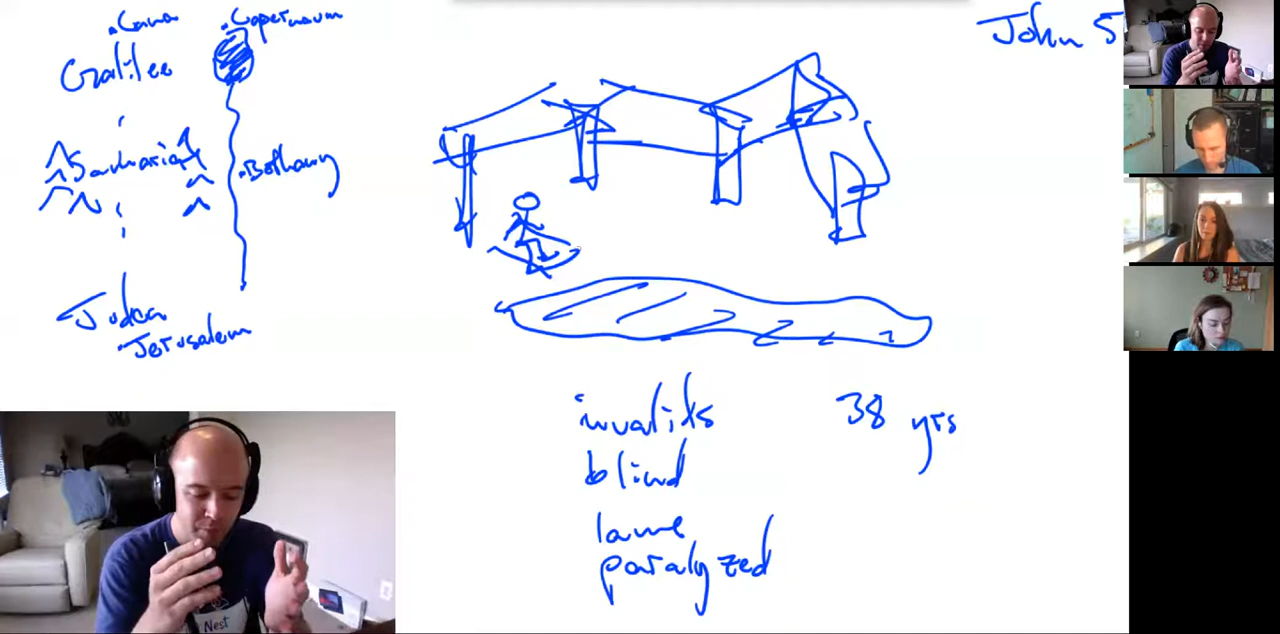 .Cana .Capernaum
John 5
Galilee
Samaria
.Bethany
Judea
.Jerusalem
invalids
38 yrs
blind
lame
paralyzed
Nest